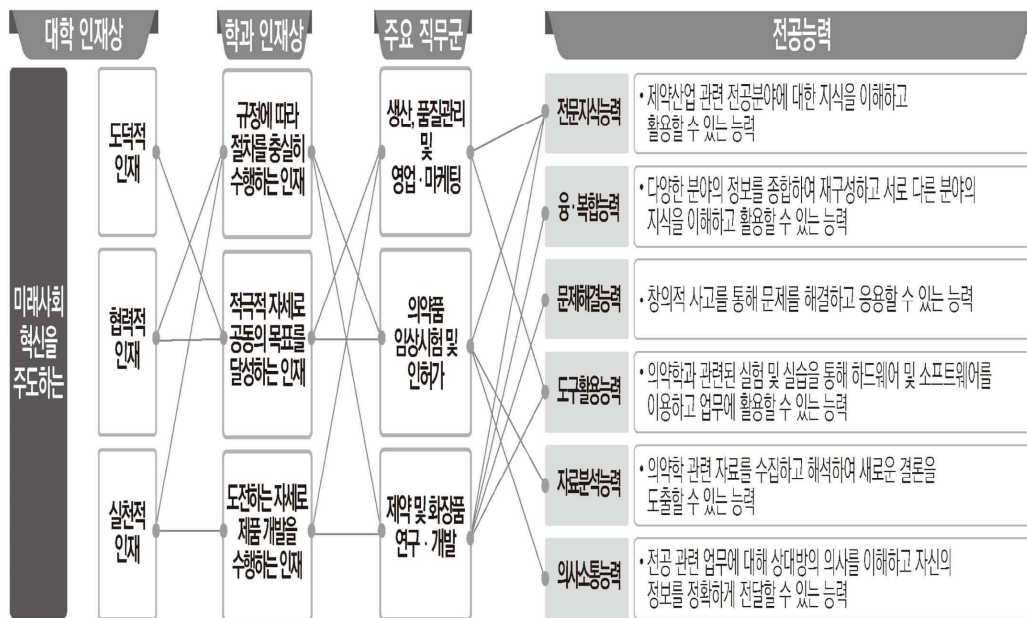 대학 인재상
학과 인재상
주요 직무군
전공능력
미래사회
혁신을
주도하는
도덕적
인재
협력적
인재
실천적
인재
규정에 따라
절차를 충실히
수행하는 인재
적극적 자세로
공동의 목표를
달성하는 인재
도전하는 자세로
제품 개발을
수행하는 인재
생산, 품질관리
및
영업·마케팅
의약품
임상시험 및
인허가
제약 및 화장품
연구·개발
전문지식능력
• 제약산업 관련 전공분야에 대한 지식을 이해하고
활용할 수 있는 능력
융·복합능력
• 다양한 분야의 정보를 종합하여 재구성하고 서로 다른 분야의
지식을 이해하고 활용할 수 있는 능력
문제해결능력
• 창의적 사고를 통해 문제를 해결하고 응용할 수 있는 능력
도구활용능력
• 의약학과 관련된 실험 및 실습을 통해 하드웨어 및 소프트웨어를
이용하고 업무에 활용할 수 있는 능력
자료분석능력
• 의약학 관련 자료를 수집하고 해석하여 새로운 결론을
도출할 수 있는 능력
의사소통능력
• 전공 관련 업무에 대해 상대방의 의사를 이해하고 자신의
정보를 정확하게 전달할 수 있는 능력